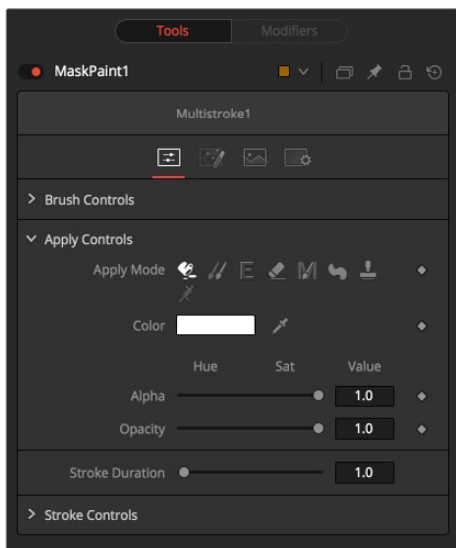 Tools Modifiers
MaskPaint1
Multistroke1
Brush Controls
Apply Controls
Apply Mode
Color
Hue Sat Value
Alpha 1.0
Opacity 1.0
Stroke Duration 1.0
Stroke Controls